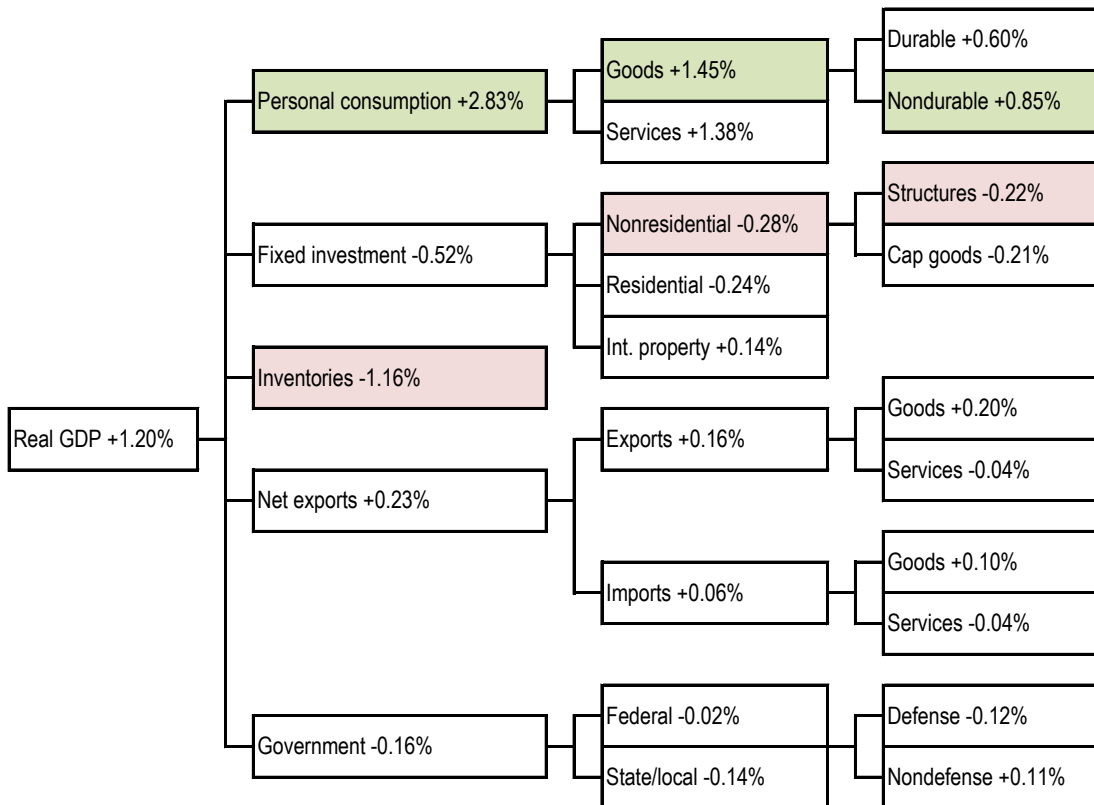 Real GDP +1.20%
Personal consumption +2.83%
Goods +1.45%
Durable +0.60%
Nondurable +0.85%
Services +1.38%
Fixed investment -0.52%
Nonresidential -0.28%
Structures -0.22%
Cap goods -0.21%
Residential -0.24%
Int. property +0.14%
Inventories -1.16%
Net exports +0.23%
Exports +0.16%
Goods +0.20%
Services -0.04%
Imports +0.06%
Goods +0.10%
Services -0.04%
Government -0.16%
Federal -0.02%
Defense -0.12%
Nondefense +0.11%
State/local -0.14%